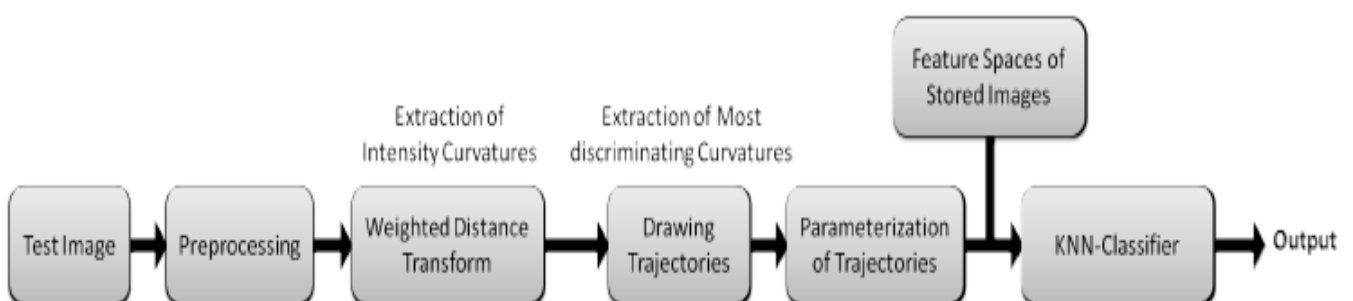 Feature Spaces of
Stored Images
Extraction of
Intensity Curvatures
Extraction of Most
discriminating Curvatures
Test Image
Preprocessing
Weighted Distance
Transform
Drawing
Trajectories
Parameterization
of Trajectories
KNN-Classifier
Output